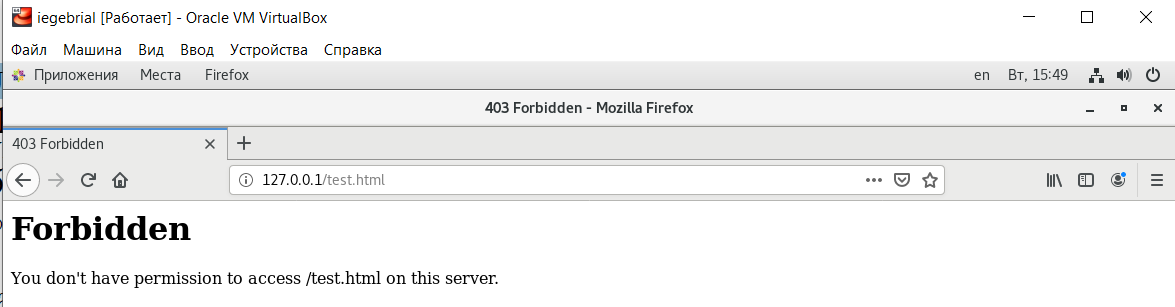 iegebrial [Работает] - Oracle VM VirtualBox
Файл Машина Вид Ввод Устройства Справка
Приложения Места Firefox en Вт, 15:49
403 Forbidden - Mozilla Firefox
403 Forbidden
127.0.0.1/test.html
Forbidden
You don't have permission to access /test.html on this server.